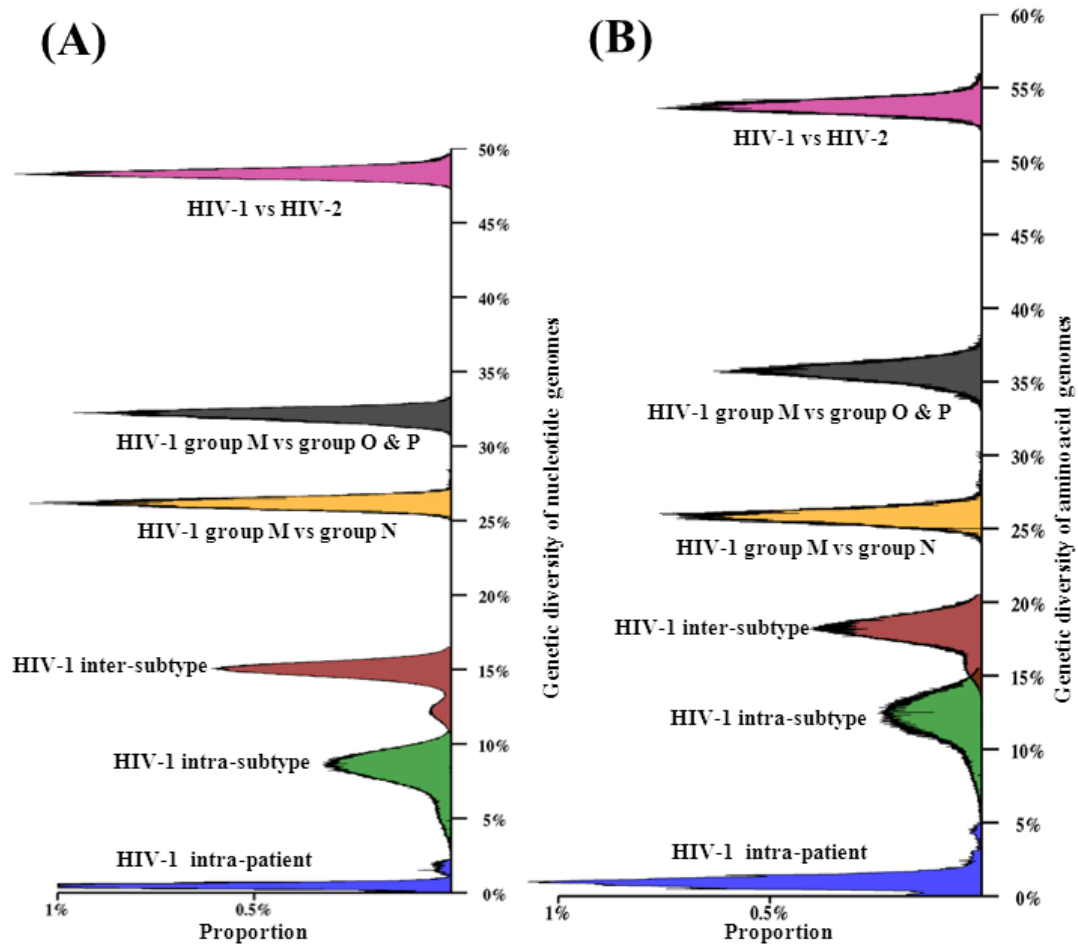 (A)
50%
HIV-1 vs HIV-2
45%
40%
35%
HIV-1 group M vs group O & P
30%
HIV-1 group M vs group N
25%
20%
HIV-1 inter-subtype
15%
10%
HIV-1 intra-subtype
5%
HIV-1 intra-patient
0%
1%
0.5%
Proportion
Genetic diversity of nucleotide genomes
(B)
60%
55%
HIV-1 vs HIV-2
50%
45%
40%
35%
HIV-1 group M vs group O & P
30%
25%
HIV-1 group M vs group N
20%
HIV-1 inter-subtype
15%
HIV-1 intra-subtype
10%
5%
HIV-1 intra-patient
0%
1%
0.5%
Proportion
Genetic diversity of amino acid genomes